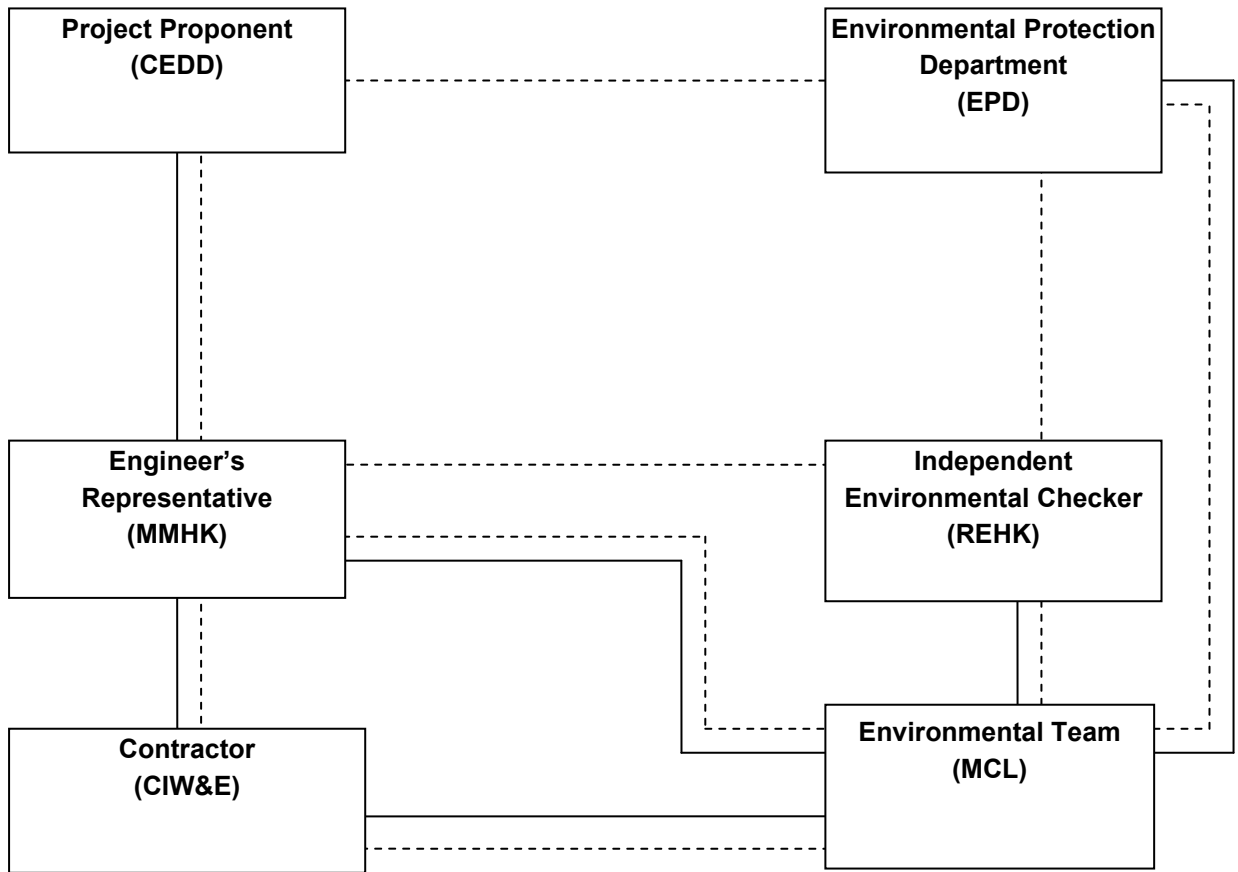 Project Proponent
(CEDD)
Environmental Protection
Department
(EPD)
Engineer’s
Representative
(MMHK)
Independent
Environmental Checker
(REHK)
Contractor
(CIW&E)
Environmental Team
(MCL)